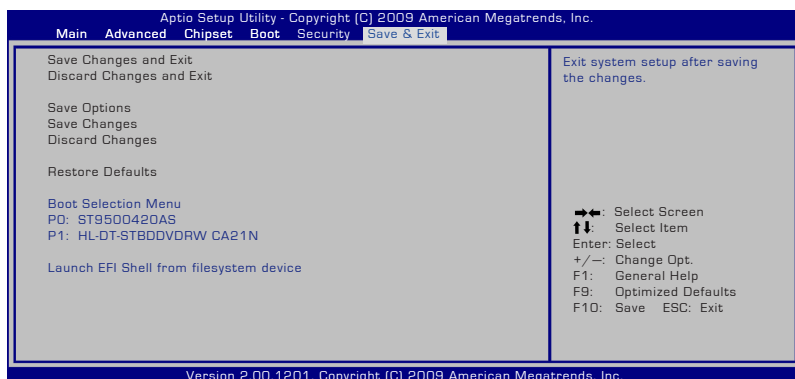 Aptio Setup Utility - Copyright (C) 2009 American Megatrends, Inc.
Main Advanced Chipset Boot Security Save & Exit
Save Changes and Exit
Discard Changes and Exit
Save Options
Save Changes
Discard Changes
Restore Defaults
Boot Selection Menu
P0: ST9500420AS
P1: HL-DT-STBDDVDRW CA21N
Launch EFI Shell from filesystem device
Exit system setup after saving
the changes.
→←: Select Screen
↑↓: Select Item
Enter: Select
+/—: Change Opt.
F1: General Help
F9: Optimized Defaults
F10: Save ESC: Exit
Version 2.00.1201. Copyright (C) 2009 American Megatrends, Inc.